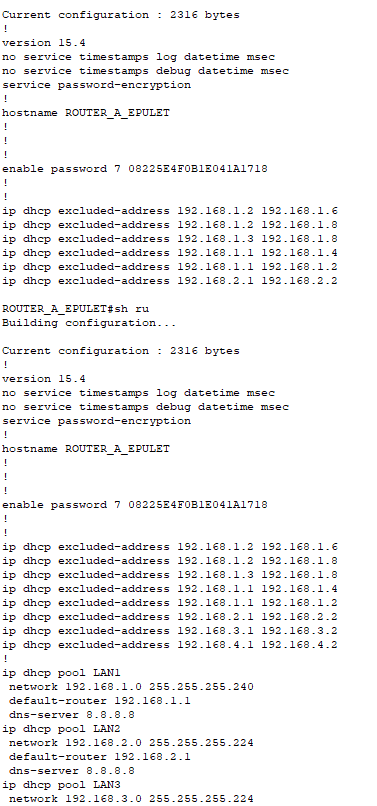 Current configuration : 2316 bytes
!
version 15.4
no service timestamps log datetime msec
no service timestamps debug datetime msec
service password-encryption
!
hostname ROUTER_A_EPULET
!
!
!
enable password 7 08225E4F0B1E041A1718
!
!
ip dhcp excluded-address 192.168.1.2 192.168.1.6
ip dhcp excluded-address 192.168.1.2 192.168.1.8
ip dhcp excluded-address 192.168.1.3 192.168.1.8
ip dhcp excluded-address 192.168.1.1 192.168.1.4
ip dhcp excluded-address 192.168.1.1 192.168.1.2
ip dhcp excluded-address 192.168.2.1 192.168.2.2
ROUTER_A_EPULET#sh ru
Building configuration...
Current configuration : 2316 bytes
!
version 15.4
no service timestamps log datetime msec
no service timestamps debug datetime msec
service password-encryption
!
hostname ROUTER_A_EPULET
!
!
!
enable password 7 08225E4F0B1E041A1718
!
!
ip dhcp excluded-address 192.168.1.2 192.168.1.6
ip dhcp excluded-address 192.168.1.2 192.168.1.8
ip dhcp excluded-address 192.168.1.3 192.168.1.8
ip dhcp excluded-address 192.168.1.1 192.168.1.4
ip dhcp excluded-address 192.168.1.1 192.168.1.2
ip dhcp excluded-address 192.168.2.1 192.168.2.2
ip dhcp excluded-address 192.168.3.1 192.168.3.2
ip dhcp excluded-address 192.168.4.1 192.168.4.2
!
ip dhcp pool LAN1
 network 192.168.1.0 255.255.255.240
 default-router 192.168.1.1
 dns-server 8.8.8.8
ip dhcp pool LAN2
 network 192.168.2.0 255.255.255.224
 default-router 192.168.2.1
 dns-server 8.8.8.8
ip dhcp pool LAN3
 network 192.168.3.0 255.255.255.224